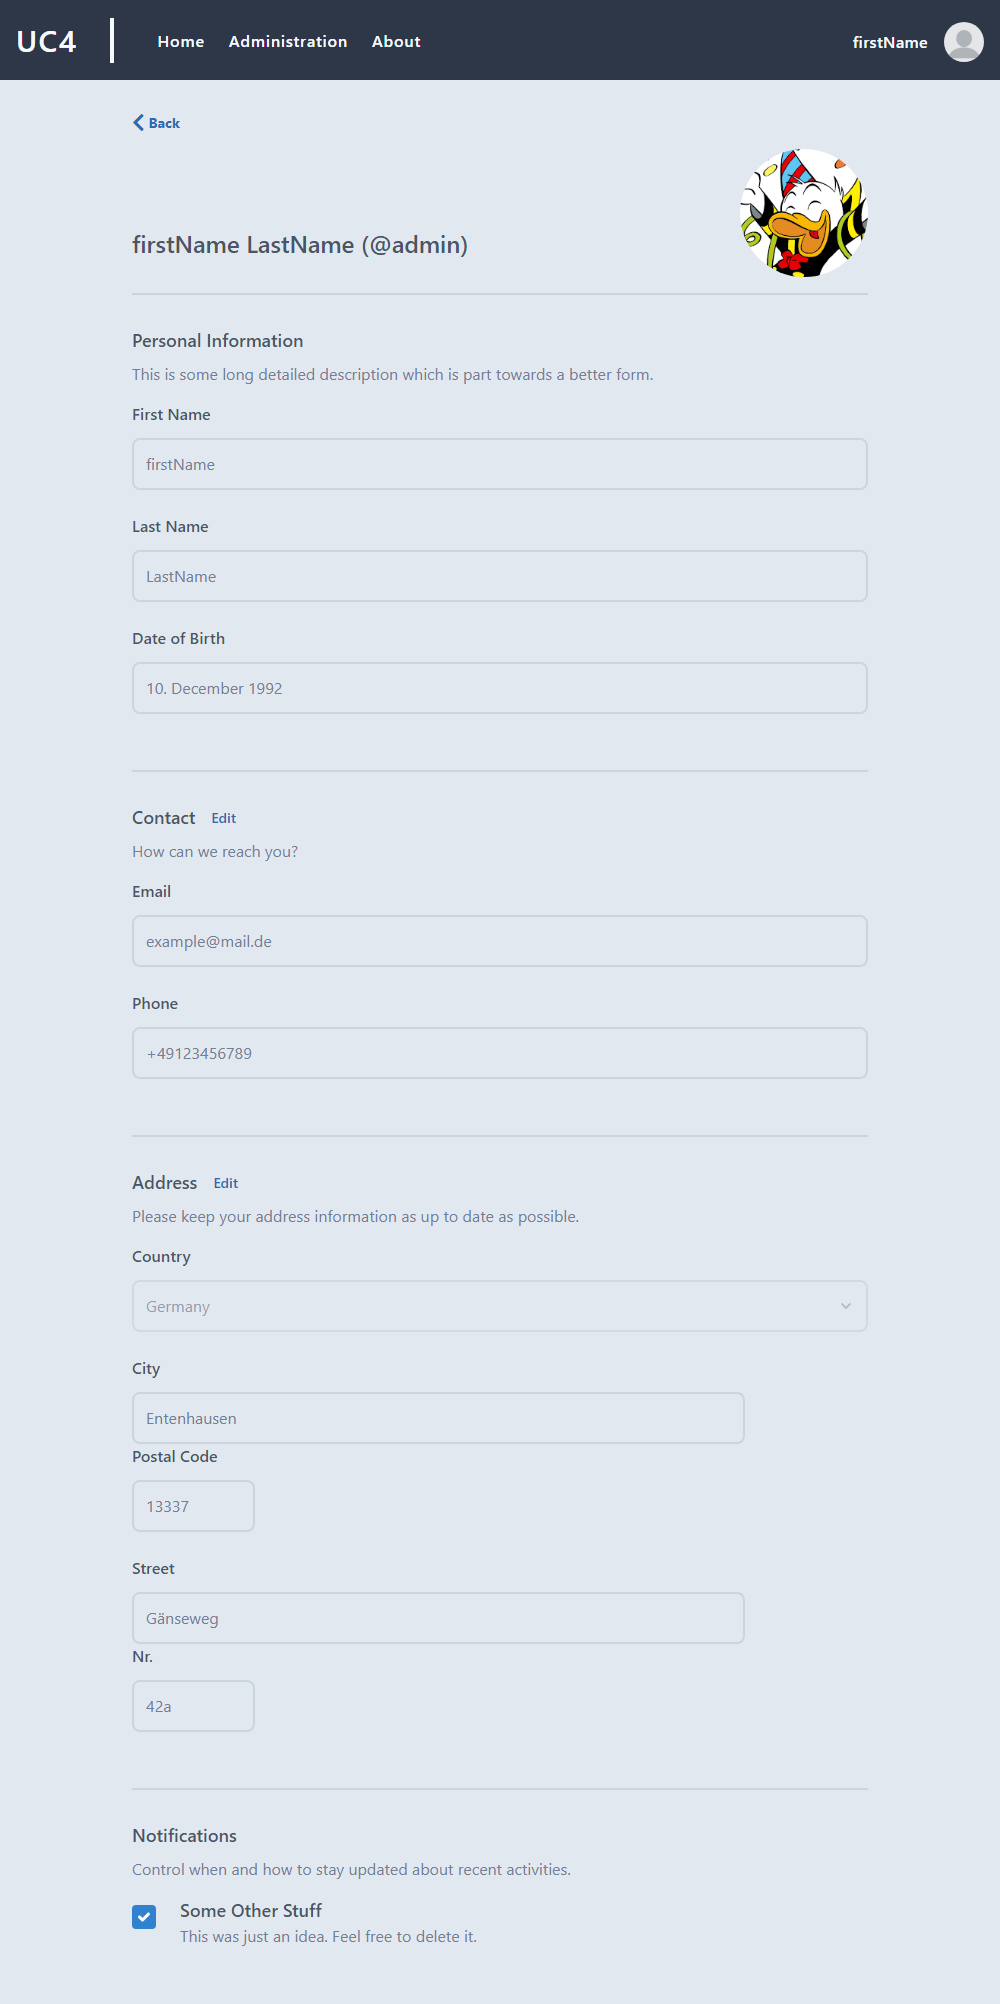 UC4
Home Administration About
firstName
Back
firstName LastName (@admin)
Personal Information
This is some long detailed description which is part towards a better form.
First Name
firstName
Last Name
LastName
Date of Birth
10. December 1992
Contact Edit
How can we reach you?
Email
example@mail.de
Phone
+49123456789
Address Edit
Please keep your address information as up to date as possible.
Country
Germany
City
Entenhausen
Postal Code
13337
Street
Gänseweg
Nr.
42a
Notifications
Control when and how to stay updated about recent activities.
Some Other Stuff
This was just an idea. Feel free to delete it.